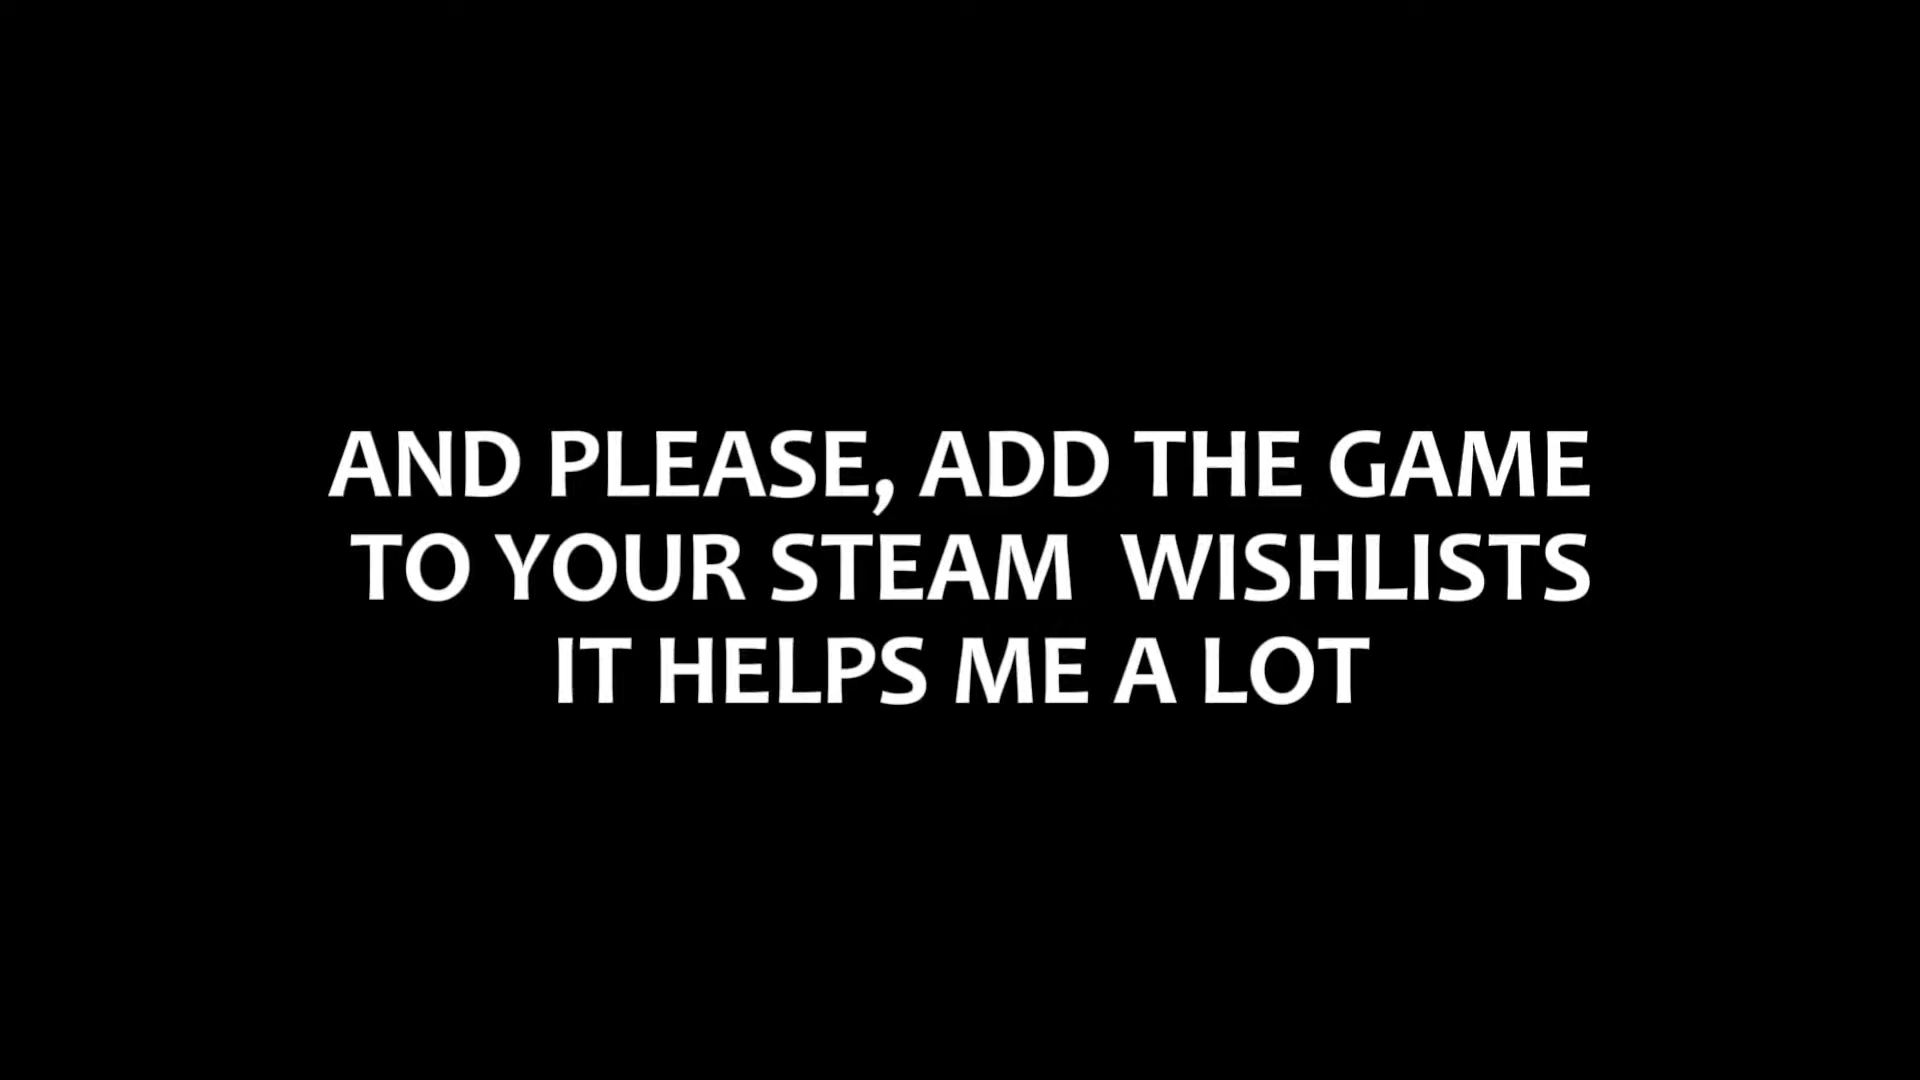 AND PLEASE, ADD THE GAME
TO YOUR STEAM  WISHLISTS
IT HELPS ME A LOT